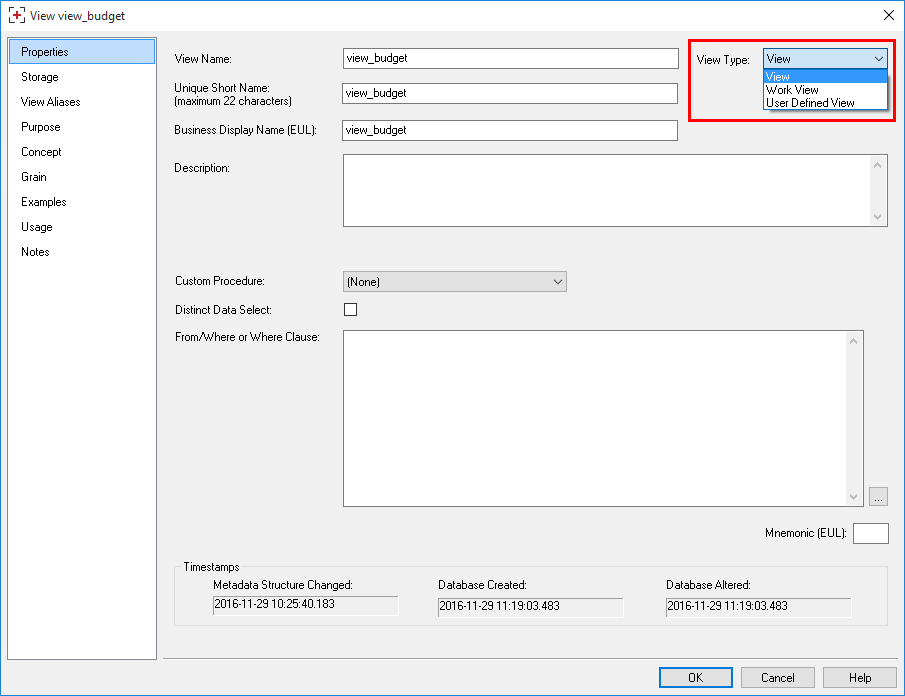 View view_budget
Properties
Storage
View Aliases
Purpose
Concept
Grain
Examples
Usage
Notes
View Name:
view_budget
View Type:
View
View
Work View
User Defined View
Unique Short Name:
(maximum 22 characters)
view_budget
Business Display Name (EUL):
view_budget
Description:
Custom Procedure:
(None)
Distinct Data Select:
From/Where or Where Clause:
...
Mnemonic (EUL):
Timestamps
Metadata Structure Changed:
2016-11-29 10:25:40.183
Database Created:
2016-11-29 11:19:03.483
Database Altered:
2016-11-29 11:19:03.483
OK
Cancel
Help